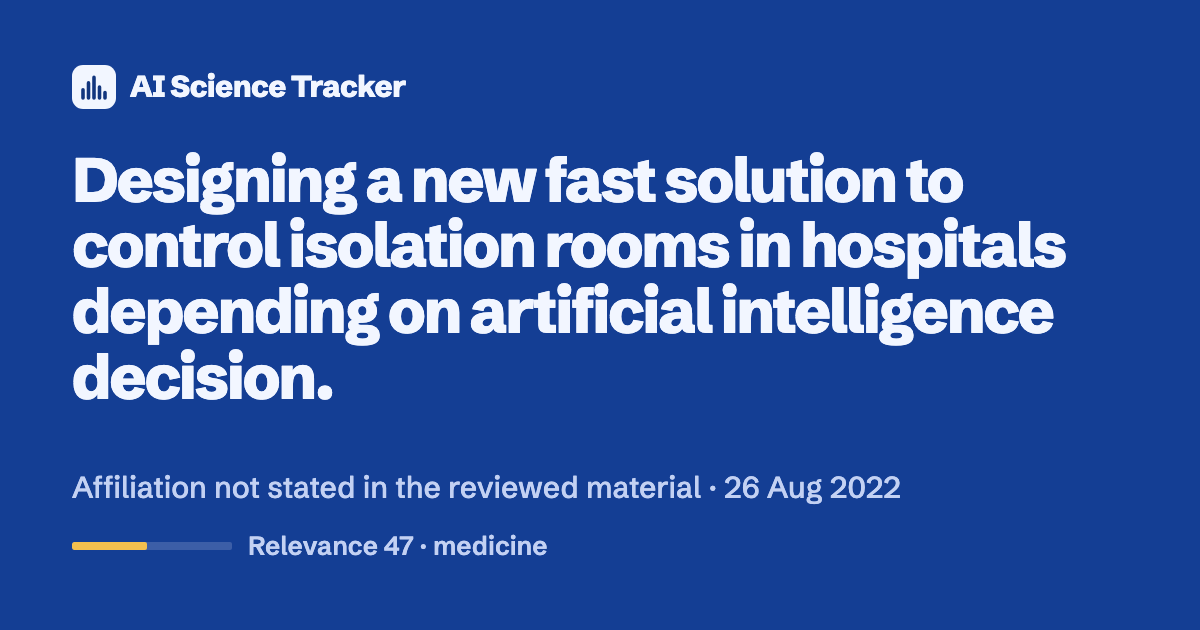 AI Science Tracker
Designing a new fast solution to
control isolation rooms in hospitals
depending on artificial intelligence
decision.
Affiliation not stated in the reviewed material · 26 Aug 2022
Relevance 47 · medicine